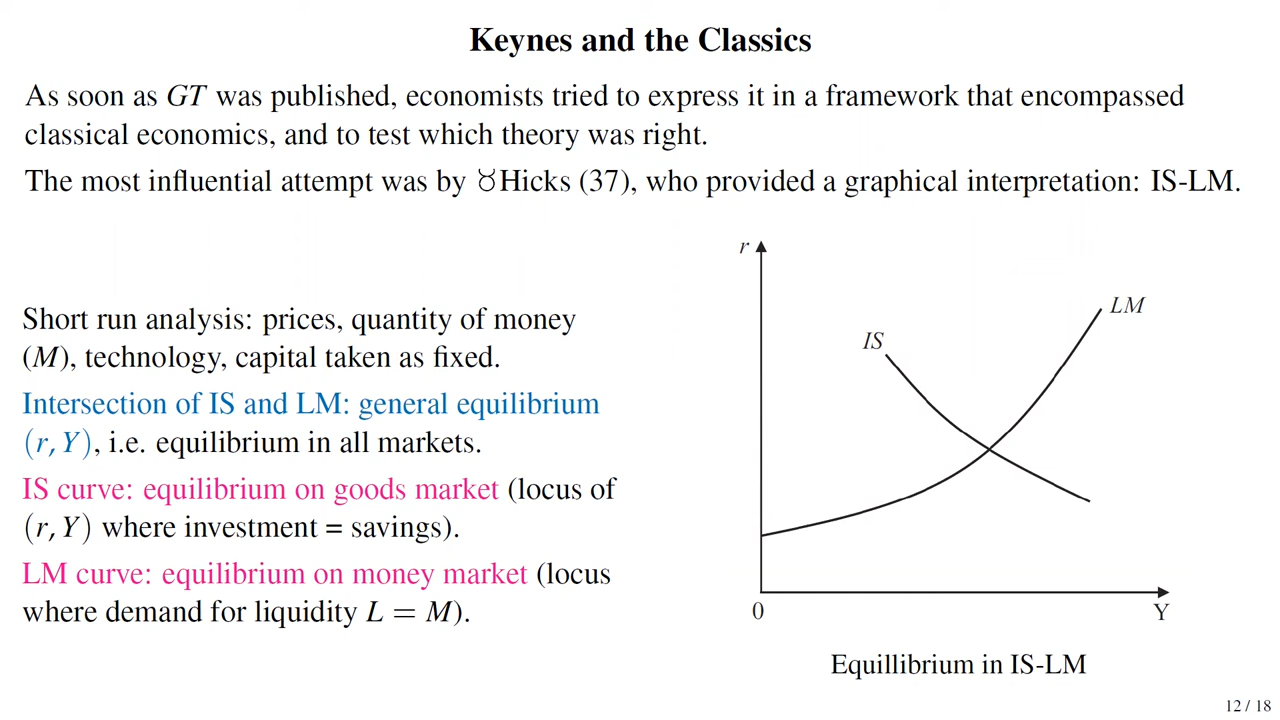 Keynes and the Classics
As soon as GT was published, economists tried to express it in a framework that encompassed
classical economics, and to test which theory was right.
The most influential attempt was by ♉Hicks (37), who provided a graphical interpretation: IS-LM.
Short run analysis: prices, quantity of money
(M), technology, capital taken as fixed.
Intersection of IS and LM: general equilibrium
(r, Y), i.e. equilibrium in all markets.
IS curve: equilibrium on goods market (locus of
(r, Y) where investment = savings).
LM curve: equilibrium on money market (locus
where demand for liquidity L = M).
r
LM
IS
0
Y
Equillibrium in IS-LM
12 / 18